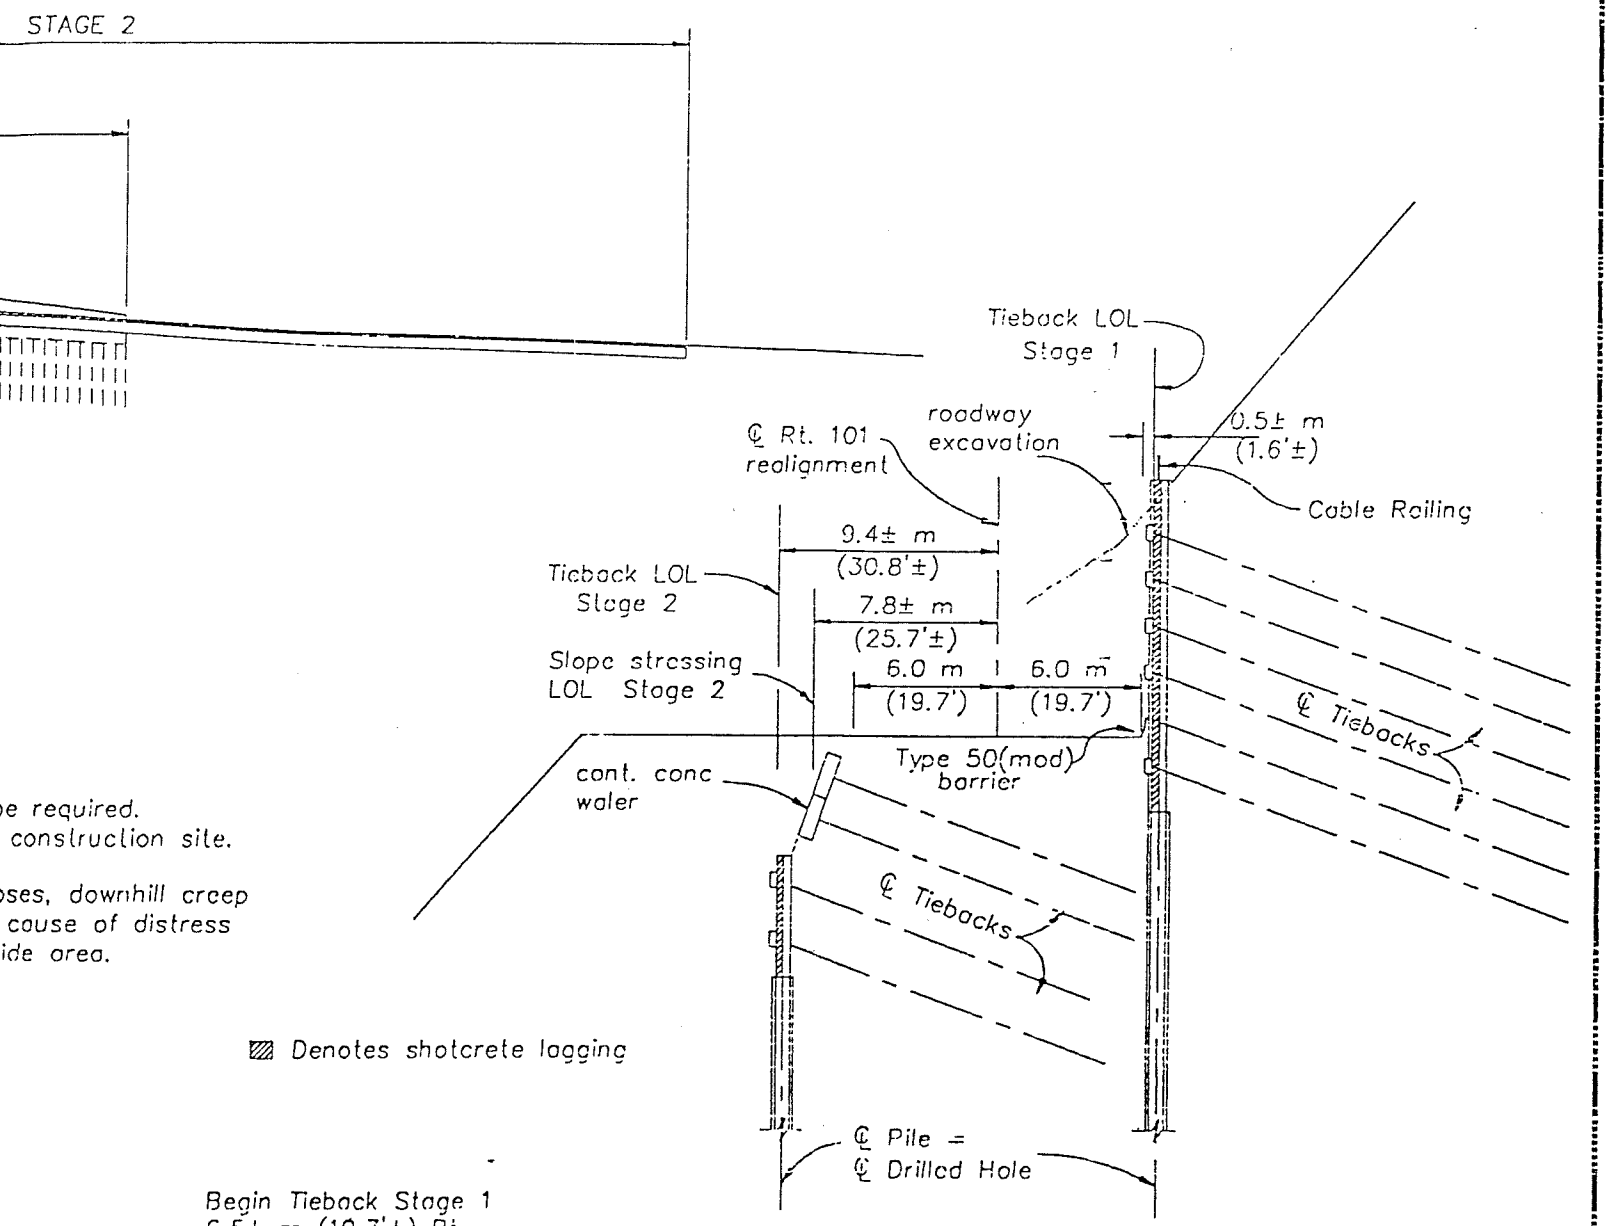 STAGE 2
Tieback LOL
Stage 1
roadway
excavation
0.5± m
(1.6'±)
℄ Rt. 101
realignment
Cable Railing
9.4± m
(30.8'±)
Tieback LOL
Stage 2
7.8± m
(25.7'±)
Slope stressing
LOL Stage 2
6.0 m
(19.7')
6.0 m
(19.7')
℄ Tiebacks
Type 50(mod)
barrier
cont. conc
waler
be required.
construction site.
oses, downhill creep
cause of distress
ide area.
℄ Tiebacks
Denotes shotcrete lagging
℄ Pile =
℄ Drilled Hole
Begin Tieback Stage 1